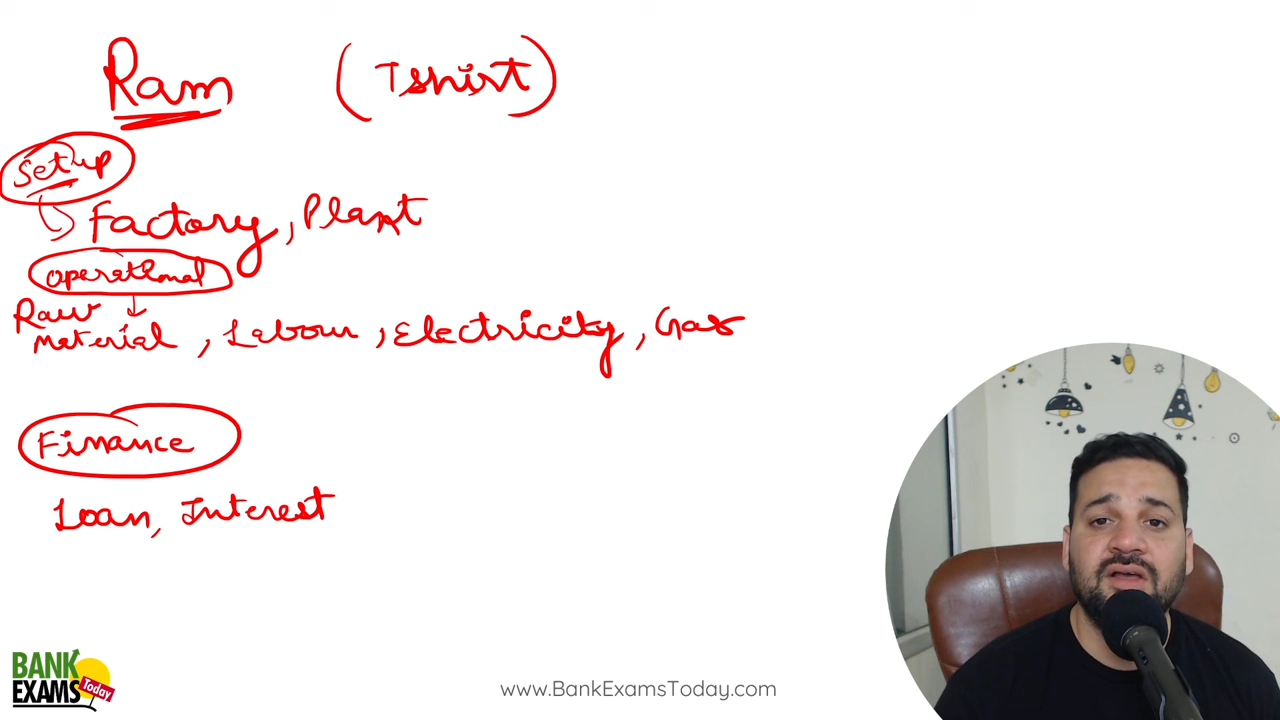 Ram (Tshirt)
Setup
Factory, Plant
Operational
Raw
Material, Labour, Electricity, Gas
Finance
Loan, Interest
BANK
EXAMS Today
www.BankExamsToday.com